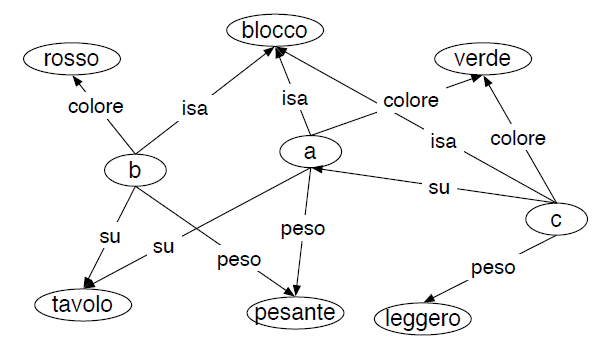 blocco
rosso
verde
colore
isa
isa
colore
isa
colore
b
a
su
c
su
su
peso
peso
peso
tavolo
pesante
leggero